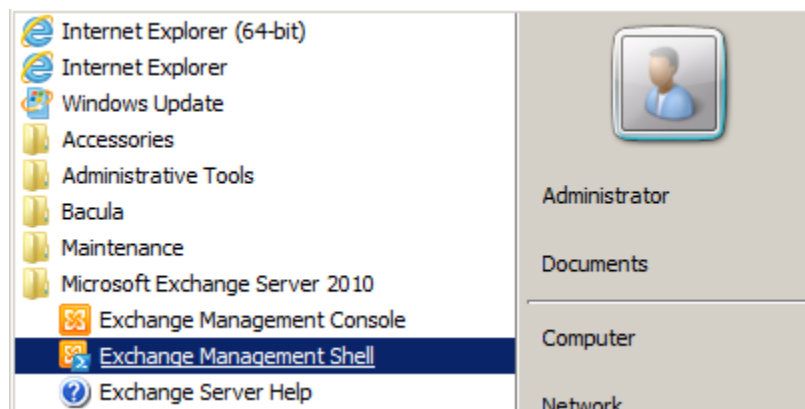 Internet Explorer (64-bit)
Internet Explorer
Windows Update
Accessories
Administrative Tools
Bacula
Maintenance
Microsoft Exchange Server 2010
Exchange Management Console
Exchange Management Shell
Exchange Server Help
Administrator
Documents
Computer
Network